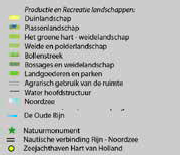 Productie en Recreatie landschappen:
Duinlandschap
Plassenlandschap
Het groene hart - weidelandschap
Weide en polderlandschap
Bollenstreek
Bossages en weidelandschap
Landgoederen en parken
Agrarisch gebruik van de ruimte
Water hoofdstructuur
Noordzee
De Oude Rijn
Natuurmonument
Nautische verbinding Rijn - Noordzee
Zeejachthaven Hart van Holland